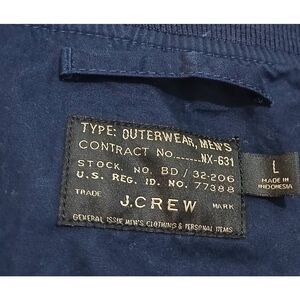 TYPE: OUTERWEAR, MEN'S
CONTRACT NO.......NX-631
STOCK. NO. BD / 32-206
U.S. REG. ID. NO. 77388
TRADE J.CREW MARK
GENERAL ISSUE MEN'S CLOTHING & PERSONAL ITEMS
L
MADE IN
INDONESIA